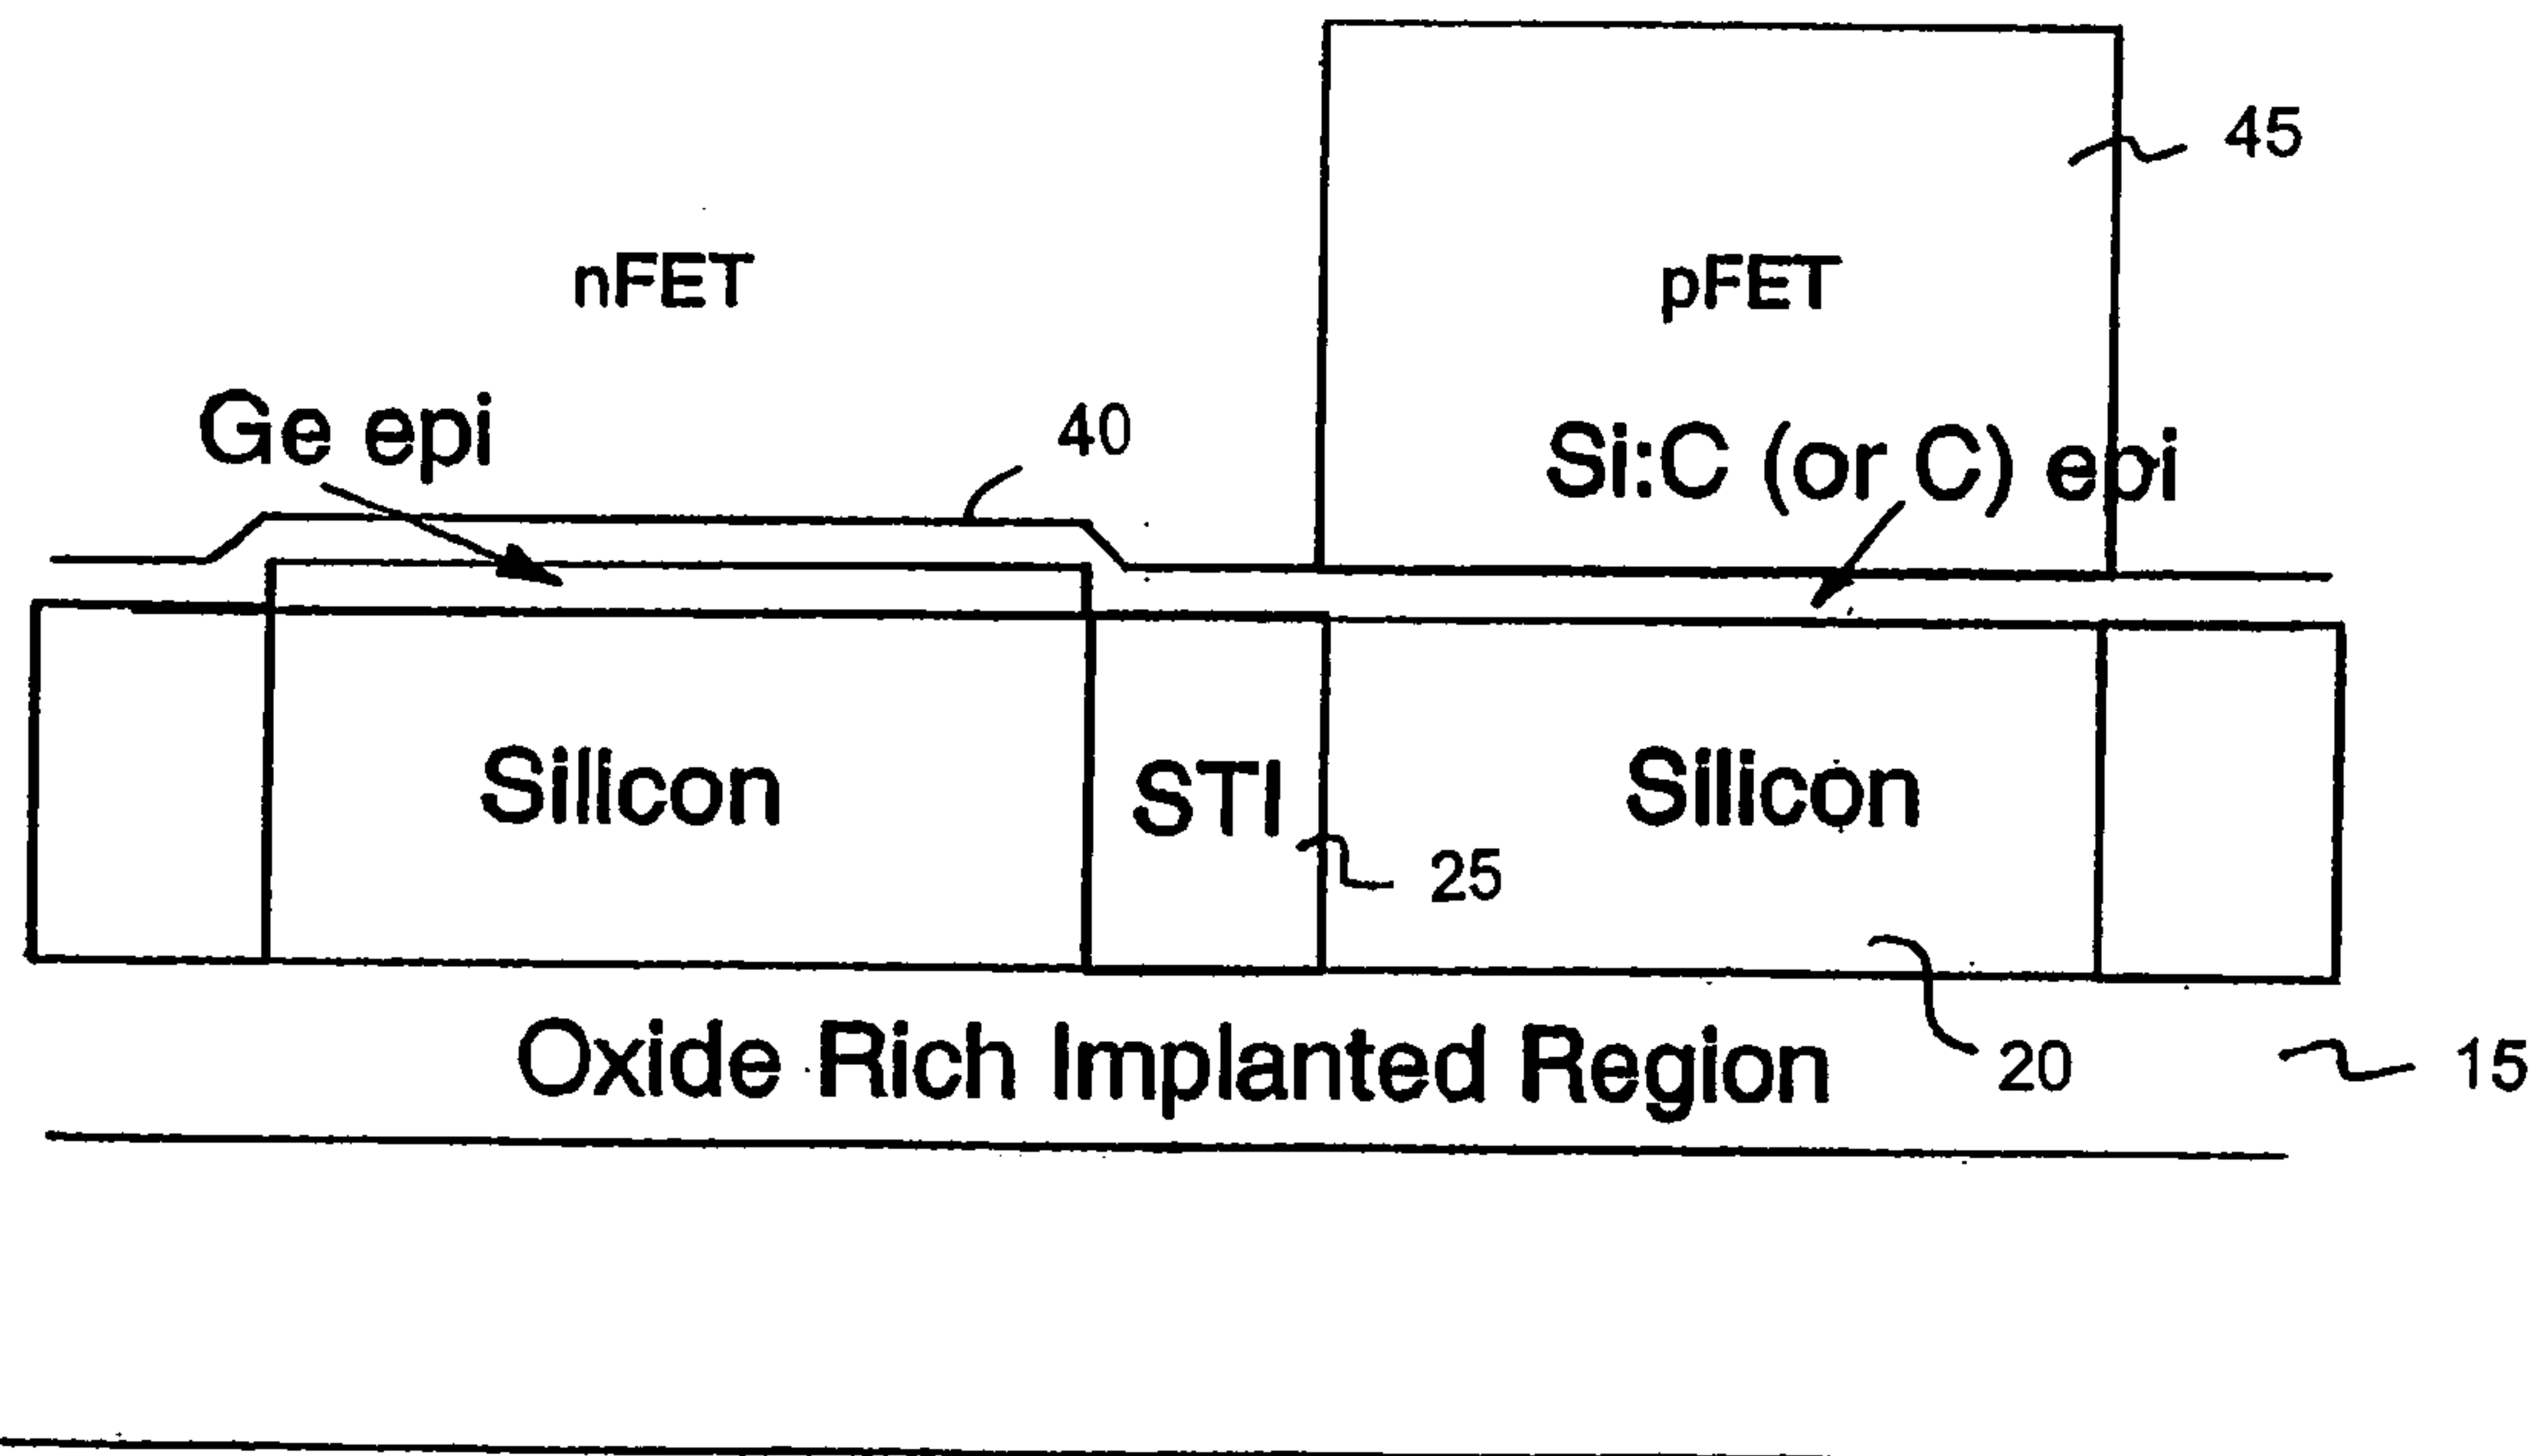 45
nFET
pFET
Ge epi
40
Si:C (or C) epi
Silicon
STI
Silicon
25
Oxide Rich Implanted Region
20
15